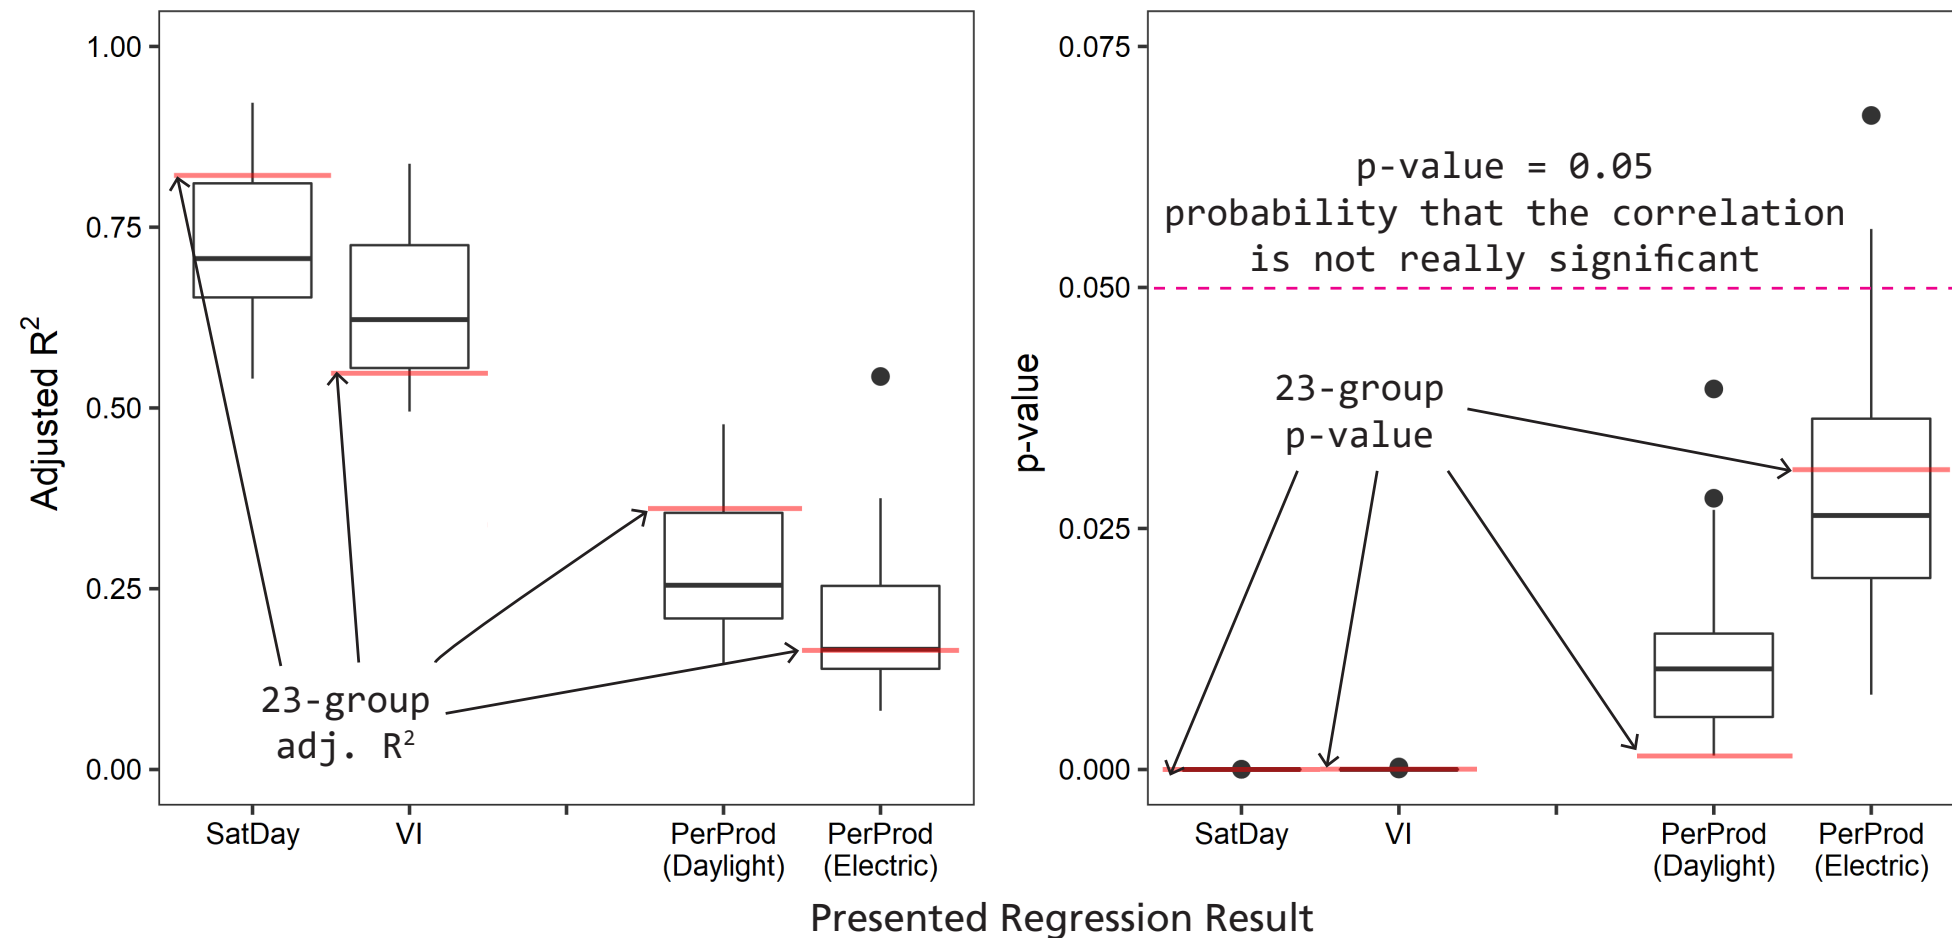 1.00
0.75
0.50
0.25
0.00
Adjusted R²
23-group
adj. R²
SatDay
VI
PerProd
(Daylight)
PerProd
(Electric)
0.075
0.050
0.025
0.000
p-value
p-value = 0.05
probability that the correlation
is not really significant
23-group
p-value
SatDay
VI
PerProd
(Daylight)
PerProd
(Electric)
Presented Regression Result